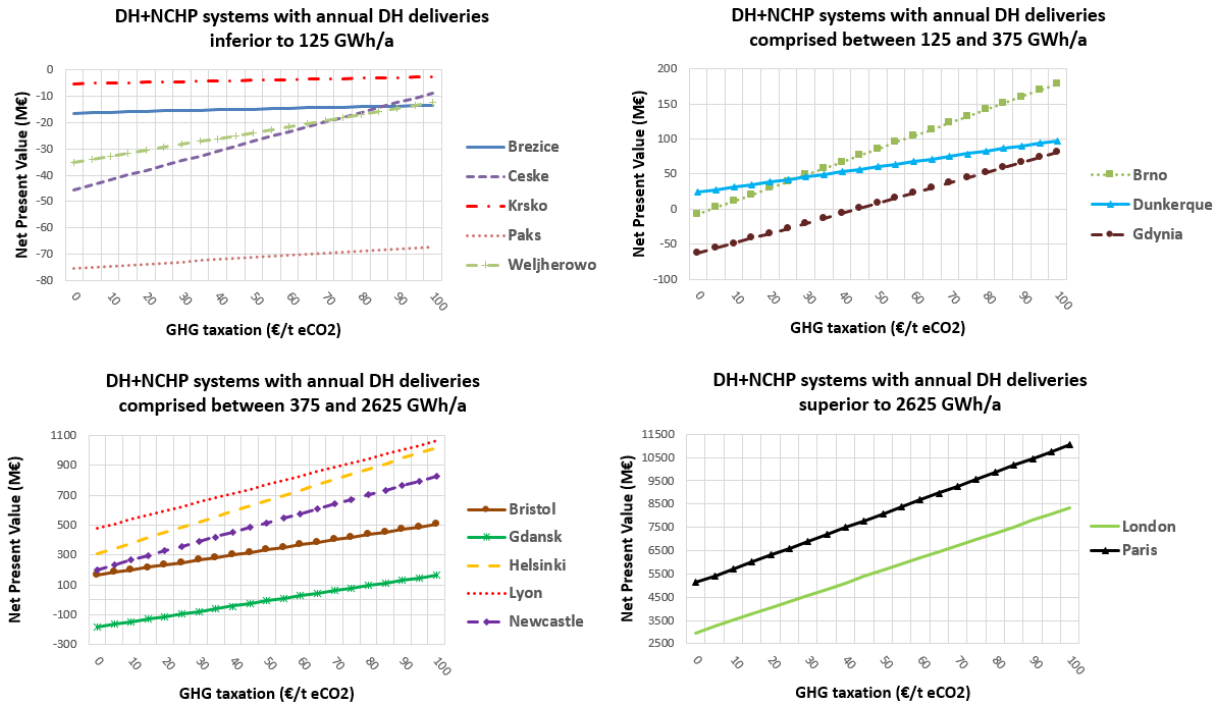 DH+NCHP systems with annual DH deliveries
inferior to 125 GWh/a
Net Present Value (M€)
0
-10
-20
-30
-40
-50
-60
-70
-80
0 10 20 30 40 50 60 70 80 90 100
GHG taxation (€/t eCO2)
Brezice
Ceske
Krsko
Paks
Weljherowo
DH+NCHP systems with annual DH deliveries
comprised between 125 and 375 GWh/a
Net Present Value (M€)
200
150
100
50
0
-50
-100
0 10 20 30 40 50 60 70 80 90 100
GHG taxation (€/t eCO2)
Brno
Dunkerque
Gdynia
DH+NCHP systems with annual DH deliveries
comprised between 375 and 2625 GWh/a
Net Present Value (M€)
1100
900
700
500
300
100
-100
-300
0 10 20 30 40 50 60 70 80 90 100
GHG taxation (€/t eCO2)
Bristol
Gdansk
Helsinki
Lyon
Newcastle
DH+NCHP systems with annual DH deliveries
superior to 2625 GWh/a
Net Present Value (M€)
11500
10500
9500
8500
7500
6500
5500
4500
3500
2500
0 10 20 30 40 50 60 70 80 90 100
GHG taxation (€/t eCO2)
London
Paris